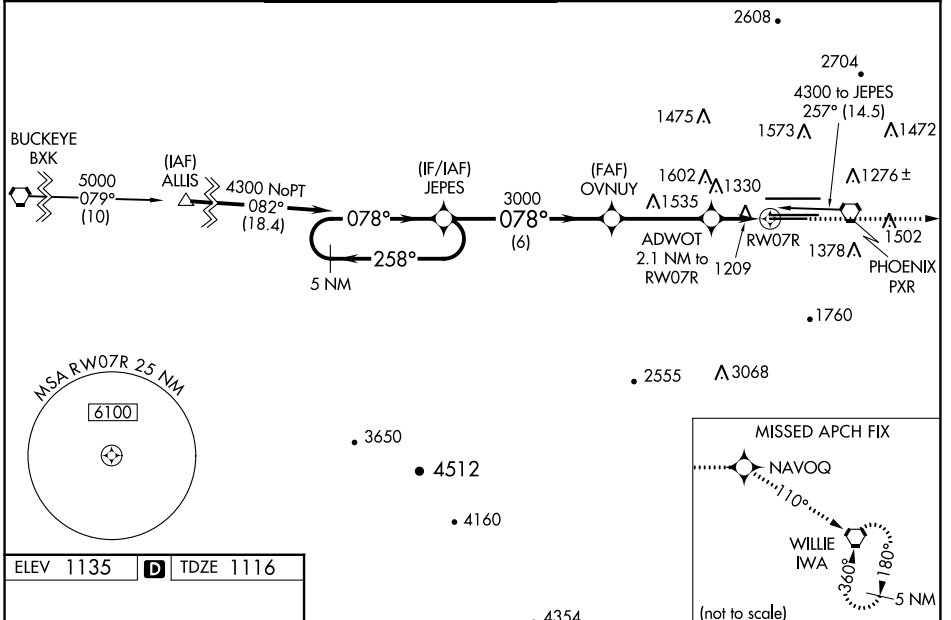 2608
2704
4300 to JEPES
257° (14.5)
1475
1573
1472
BUCKEYE
BXK
5000
079°
(10)
(IAF)
ALLIS
4300 NoPT
082°
(18.4)
(IF/IAF)
JEPES
078°
258°
5 NM
3000
078°
(6)
(FAF)
OVNUY
1602
1330
1535
1276 ±
ADWOT
2.1 NM to
RW07R
1209
RW07R
1378
1502
PHOENIX
PXR
1760
2555
3068
MSA RW07R 25 NM
6100
3650
4512
4160
4354
MISSED APCH FIX
NAVOQ
110°
WILLIE
IWA
360°
180°
5 NM
(not to scale)
ELEV 1135 D TDZE 1116